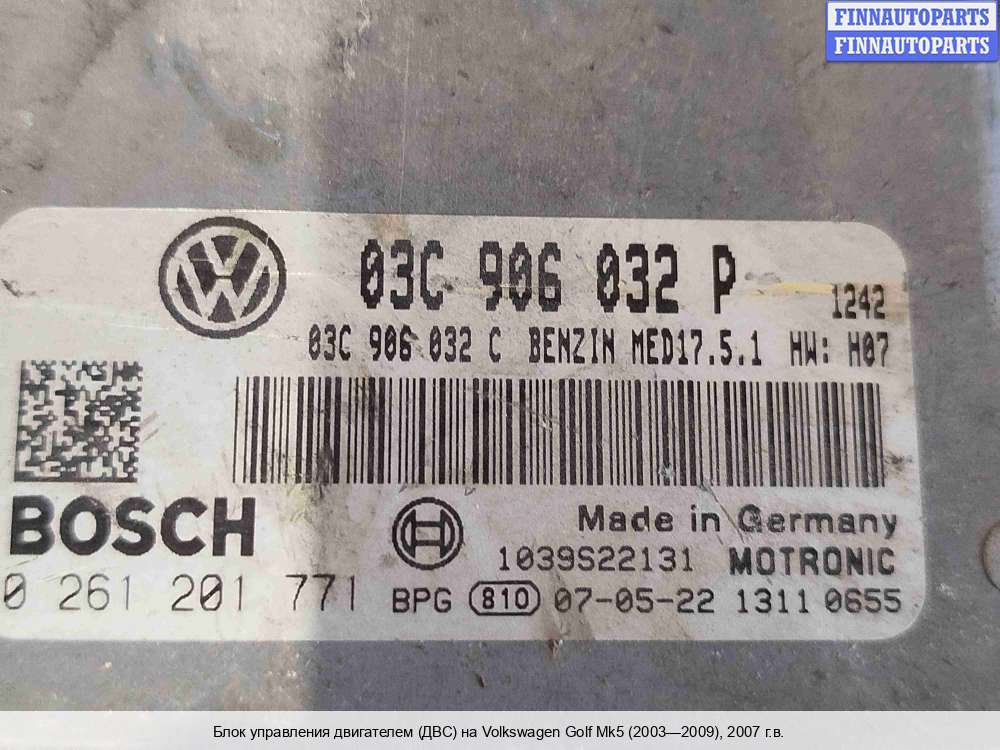 FINNAUTOPARTS
FINNAUTOPARTS
03C 906 032 P 1242
03C 906 032 C BENZIN MED17.5.1 HW: H07
BOSCH
Made in Germany
1039S22131 MOTRONIC
0 261 201 771 BPG 810 07-05-22 1311 0655
Блок управления двигателем (ДВС) на Volkswagen Golf Mk5 (2003—2009), 2007 г.в.